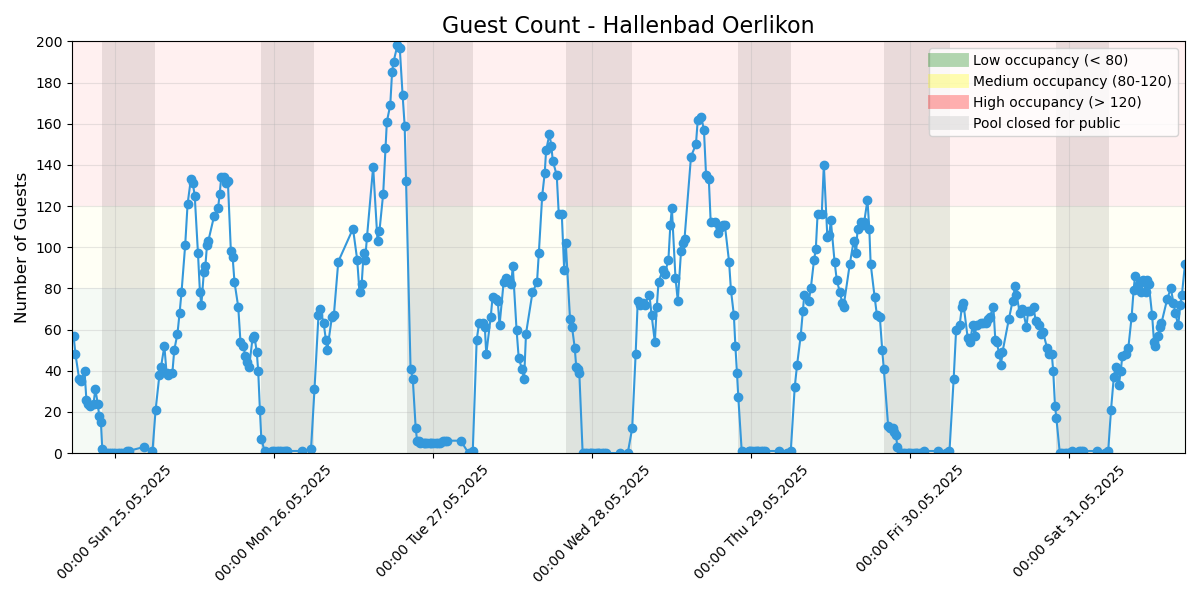 Guest Count - Hallenbad Oerlikon
Number of Guests
200
180
160
140
120
100
80
60
40
20
0
Low occupancy (< 80)
Medium occupancy (80-120)
High occupancy (> 120)
Pool closed for public
00:00 Sun 25.05.2025
00:00 Mon 26.05.2025
00:00 Tue 27.05.2025
00:00 Wed 28.05.2025
00:00 Thu 29.05.2025
00:00 Fri 30.05.2025
00:00 Sat 31.05.2025